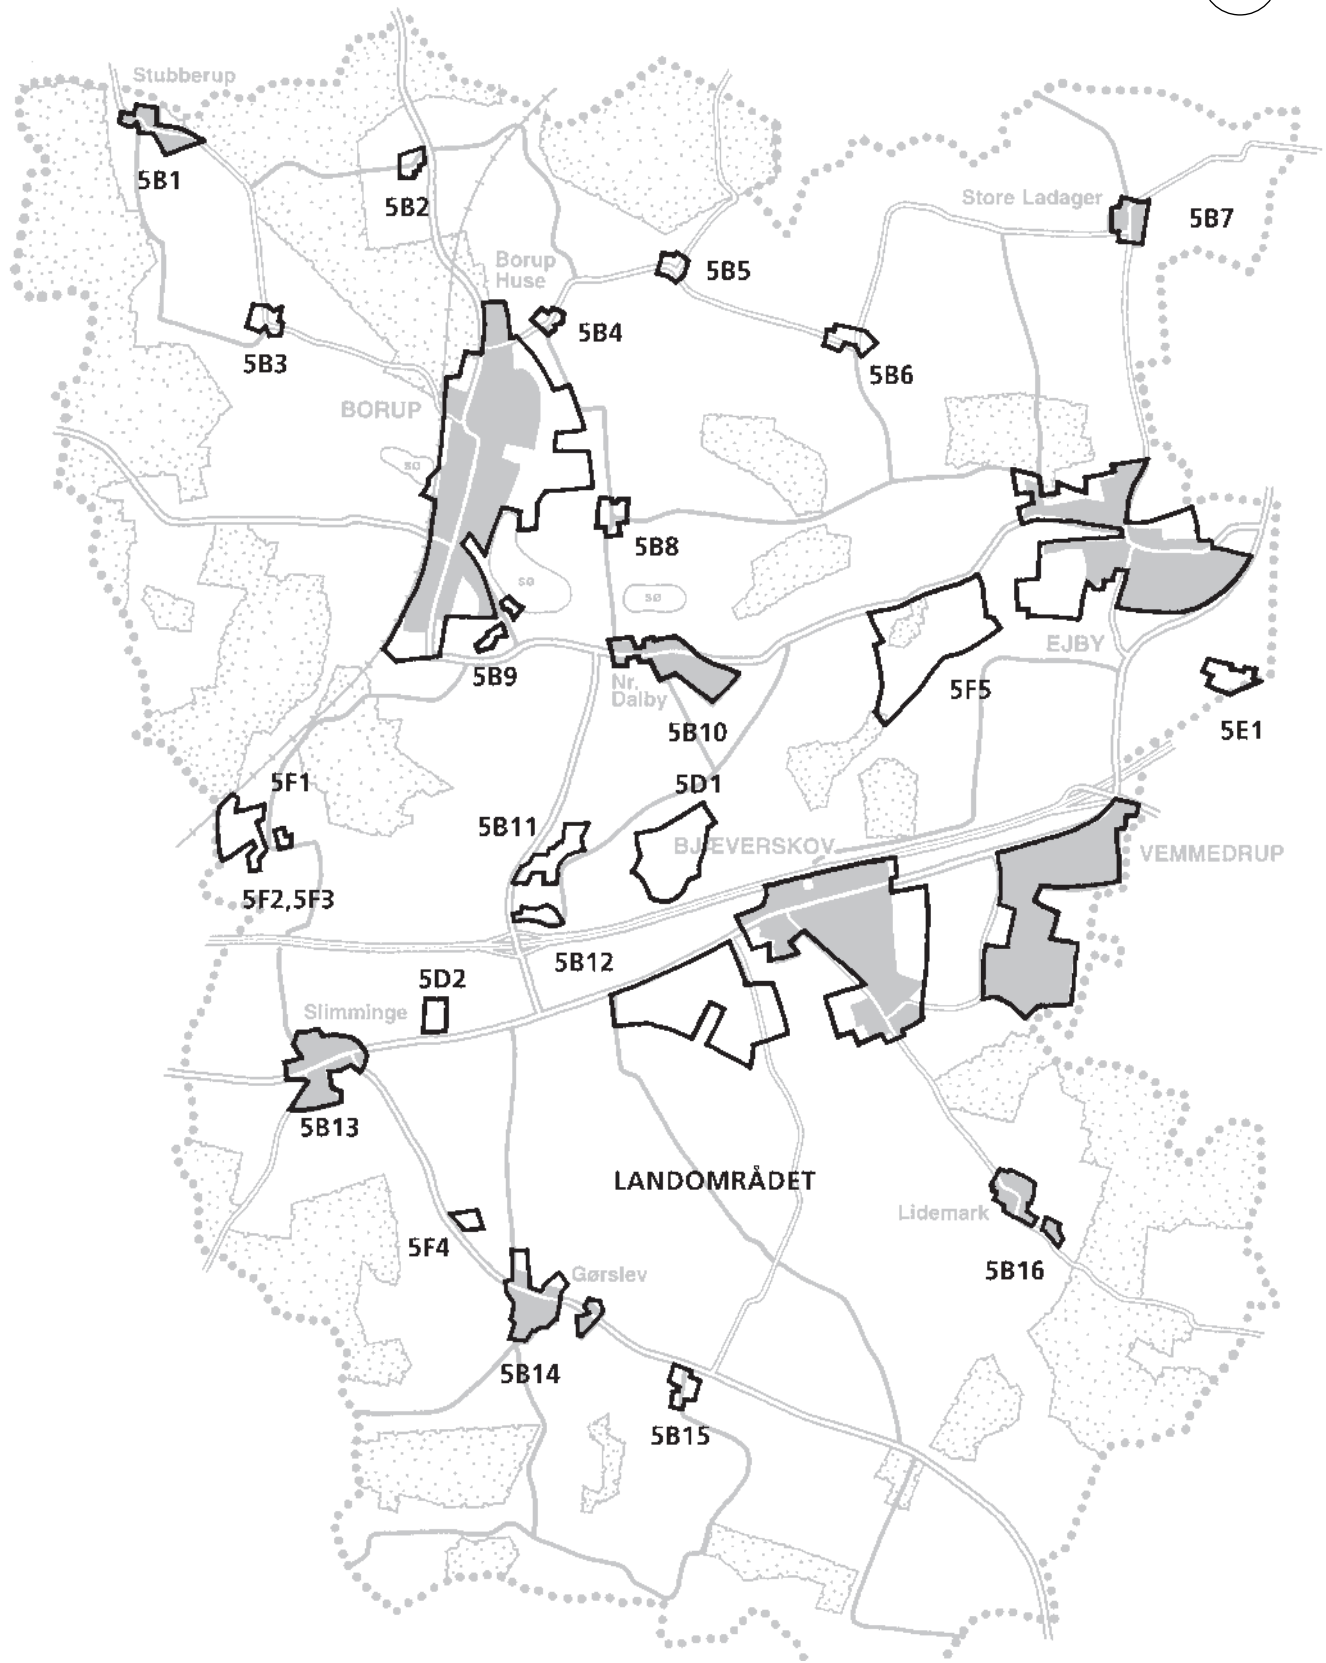 Stubberup
5B1
5B2
Store Ladager
5B7
Borup
Huse
5B5
5B4
5B3
5B6
BORUP
sø
5B8
sø
sø
EJBY
5B9
Nr.
Dalby
5F5
5B10
5E1
5F1
5D1
5B11
BJÆVERSKOV
VEMMEDRUP
5F2,5F3
5B12
5D2
Slimminge
5B13
LANDOMRÅDET
Lidemark
5F4
5B16
Gørslev
5B14
5B15